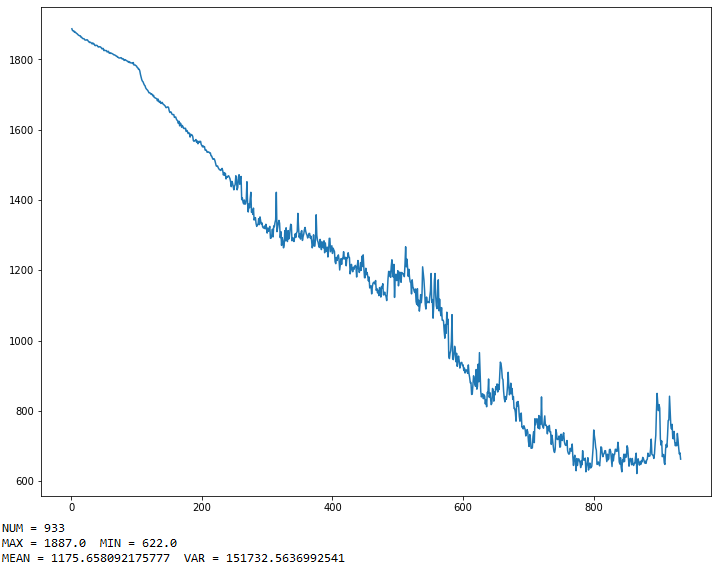 1800
1600
1400
1200
1000
800
600
0 200 400 600 800
NUM = 933
MAX = 1887.0  MIN = 622.0
MEAN = 1175.658092175777  VAR = 151732.5636992541